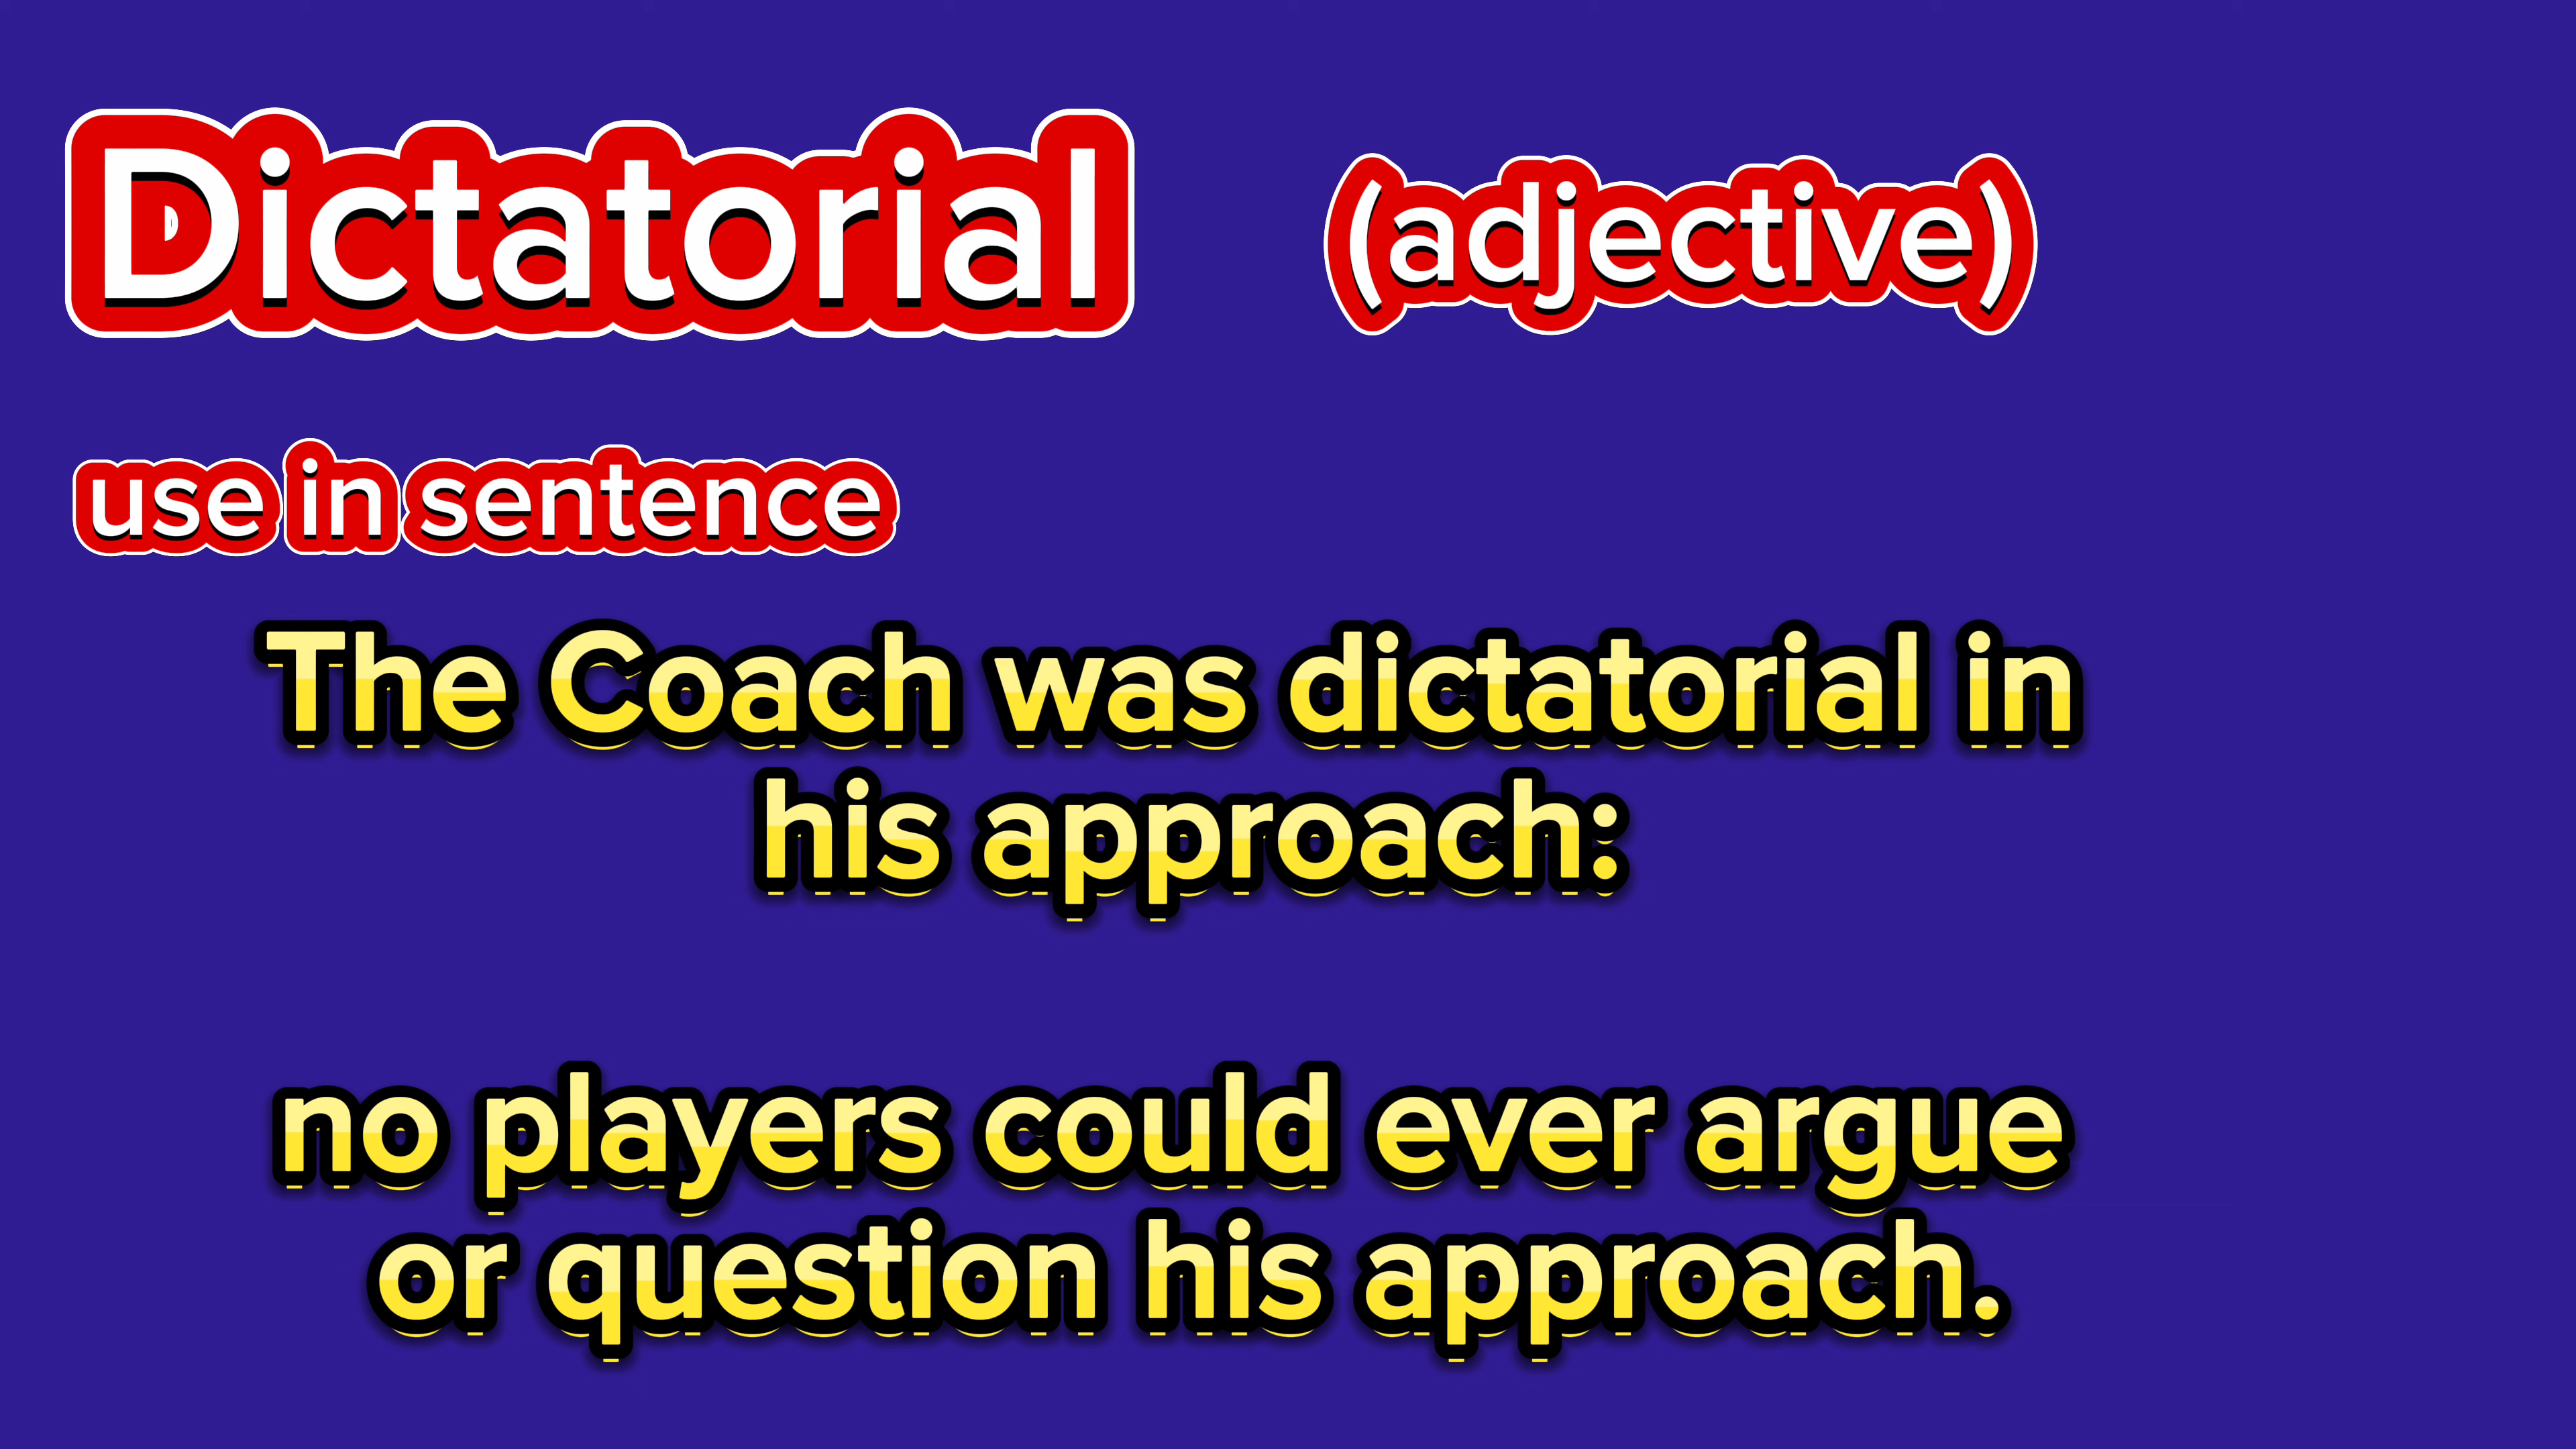 Dictatorial (adjective)
use in sentence
The Coach was dictatorial in
his approach:
no players could ever argue
or question his approach.